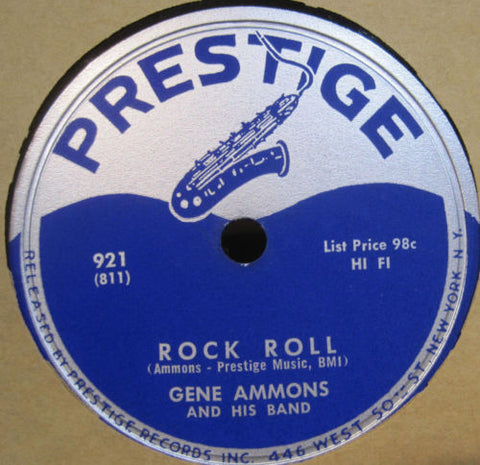 PRESTIGE
921
(811)
List Price 98c
HI FI
ROCK ROLL
(Ammons - Prestige Music, BMI)
GENE AMMONS
AND HIS BAND
RELEASED BY PRESTIGE RECORDS INC. 446 WEST 50.. ST. NEW YORK N.Y.